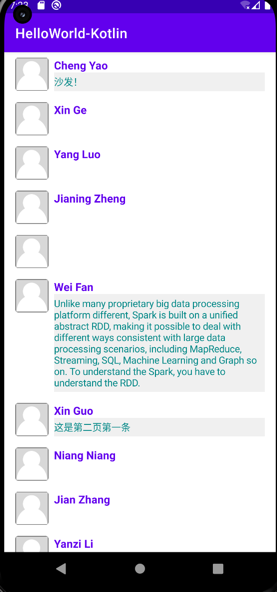 HelloWorld-Kotlin
Cheng Yao
沙发！
Xin Ge
Yang Luo
Jianing Zheng
Wei Fan
Unlike many proprietary big data processing
platform different, Spark is built on a unified
abstract RDD, making it possible to deal with
different ways consistent with large data
processing scenarios, including MapReduce,
Streaming, SQL, Machine Learning and Graph so
on. To understand the Spark, you have to
understand the RDD.
Xin Guo
这是第二页第一条
Niang Niang
Jian Zhang
Yanzi Li